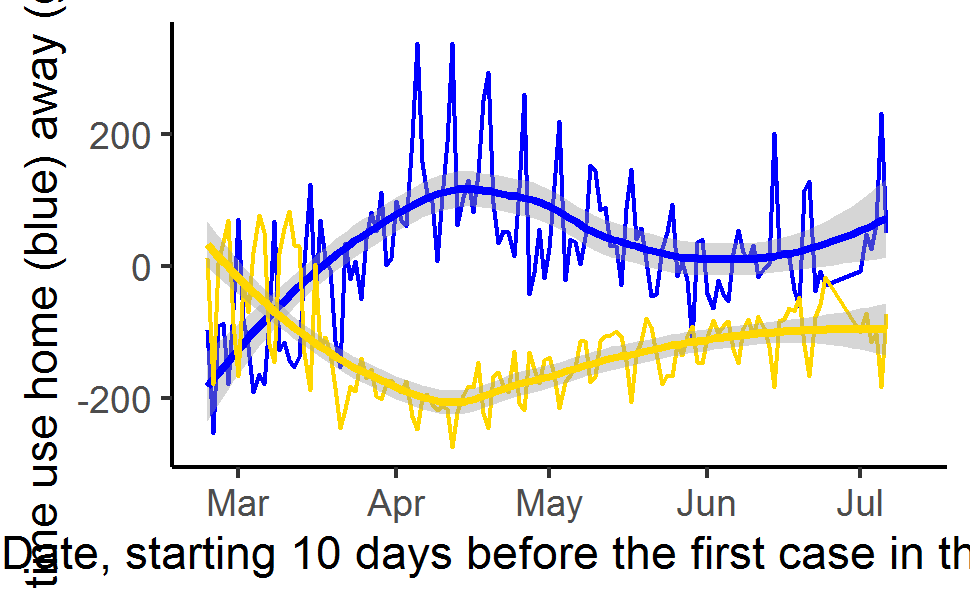 time use home (blue) away (
200
0
-200
Mar Apr May Jun Jul
Date, starting 10 days before the first case in th